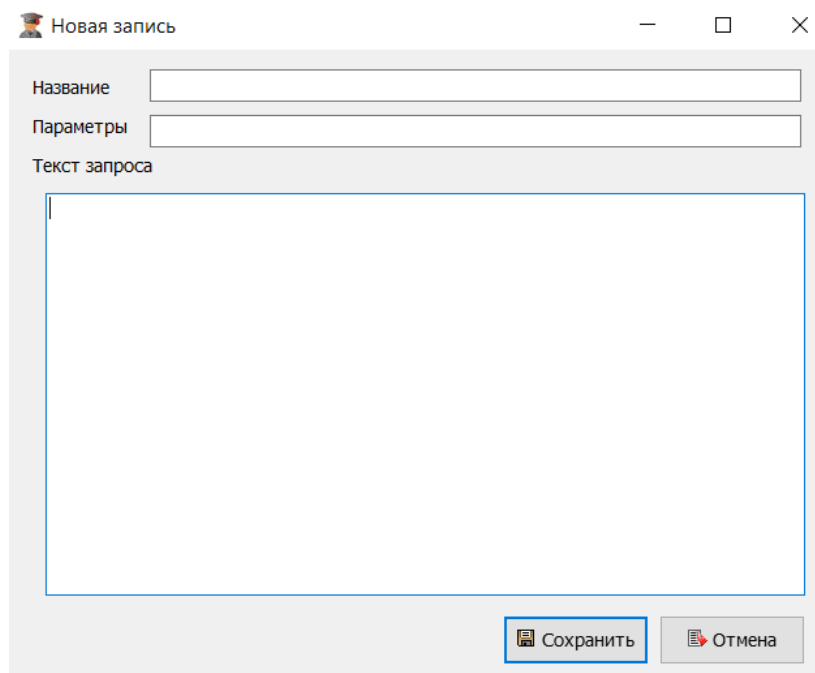 Новая запись
Название
Параметры
Текст запроса
Сохранить Отмена